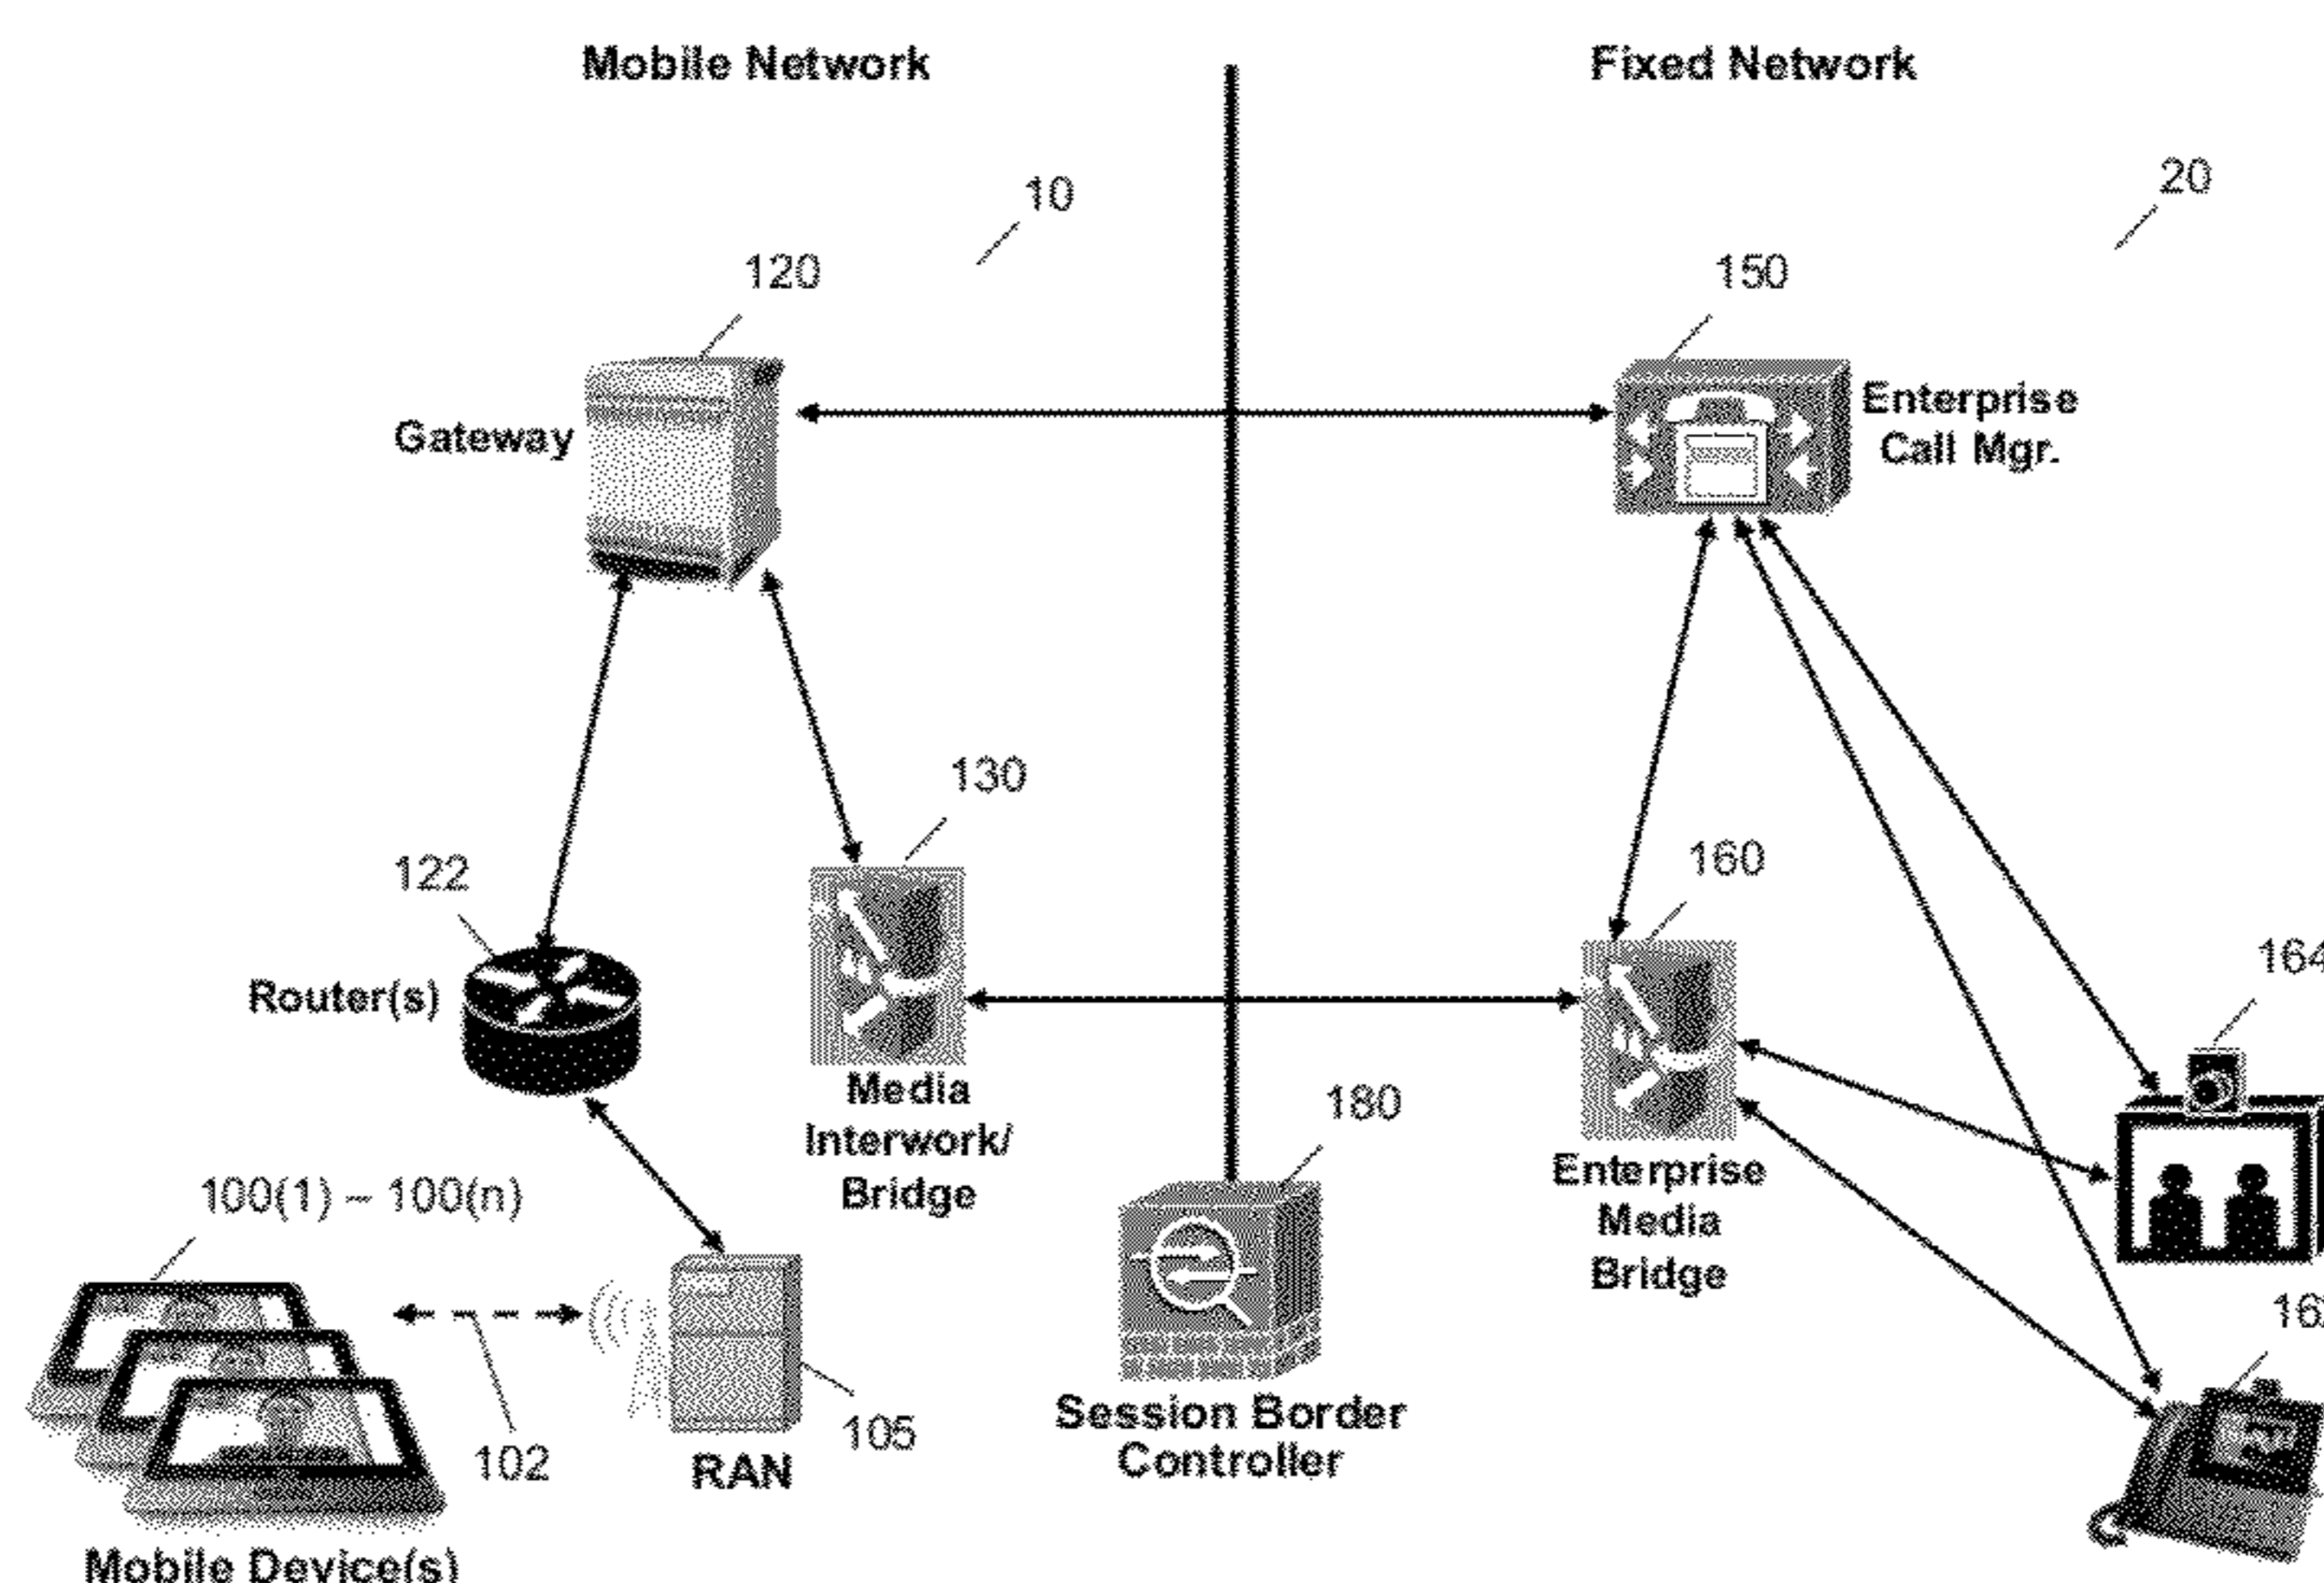 Mobile Network
Fixed Network
10
20
120
150
Gateway
Enterprise
Call Mgr.
130
122
160
164
Router(s)
Media
Interwork/
Bridge
180
Enterprise
Media
Bridge
100(1) – 100(n)
102
105
RAN
Session Border
Controller
Mobile Device(s)